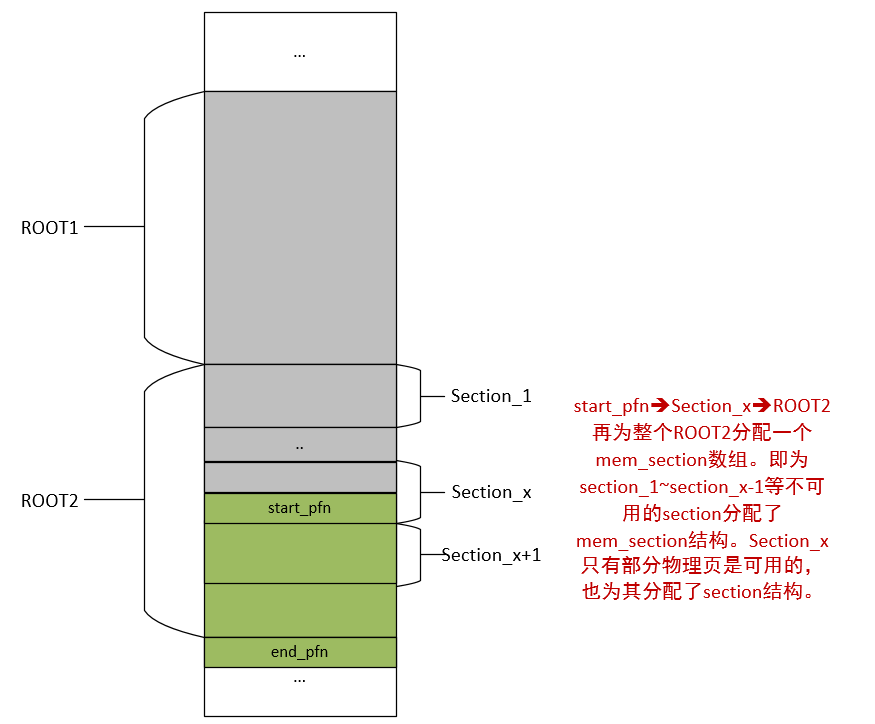 ...
ROOT1
Section_1
..
ROOT2
Section_x
start_pfn
Section_x+1
end_pfn
...
start_pfn➔Section_x➔ROOT2
再为整个ROOT2分配一个
mem_section数组。即为
section_1~section_x-1等不可
用的section分配了
mem_section结构。Section_x
只有部分物理页是可用的，
也为其分配了section结构。